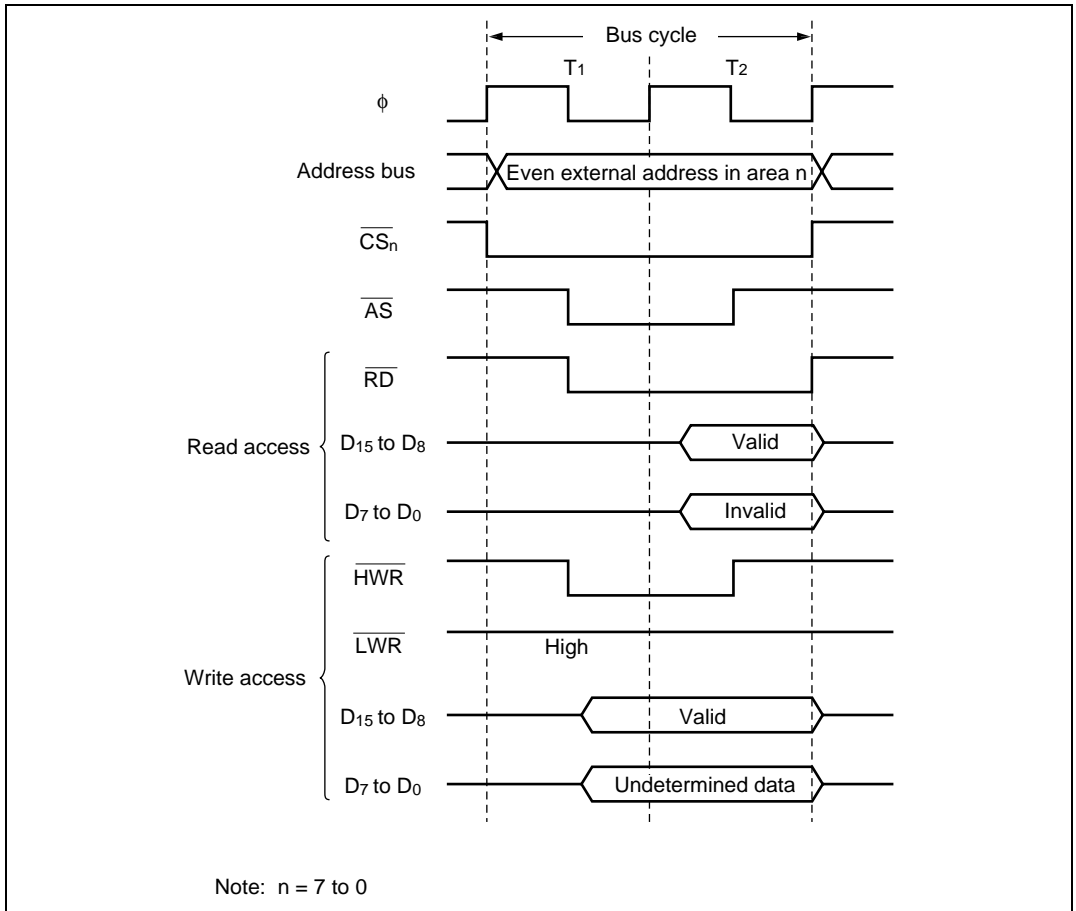 Bus cycle
T1 T2
φ
Address bus Even external address in area n
CSn
AS
RD
Read access D15 to D8 Valid
D7 to D0 Invalid
HWR
LWR High
Write access
D15 to D8 Valid
D7 to D0 Undetermined data
Note: n = 7 to 0